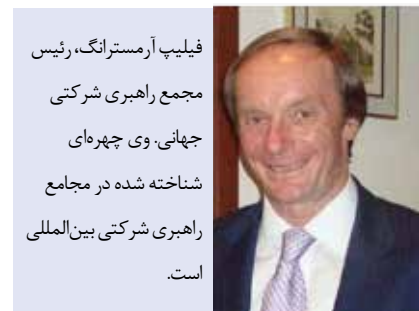 فیلیپ آرمسترانگ، رئیس
مجمع راهبری شرکتی
جهانی. وی چهره‌ای
شناخته شده در مجامع
راهبری شرکتی بین‌المللی
است.